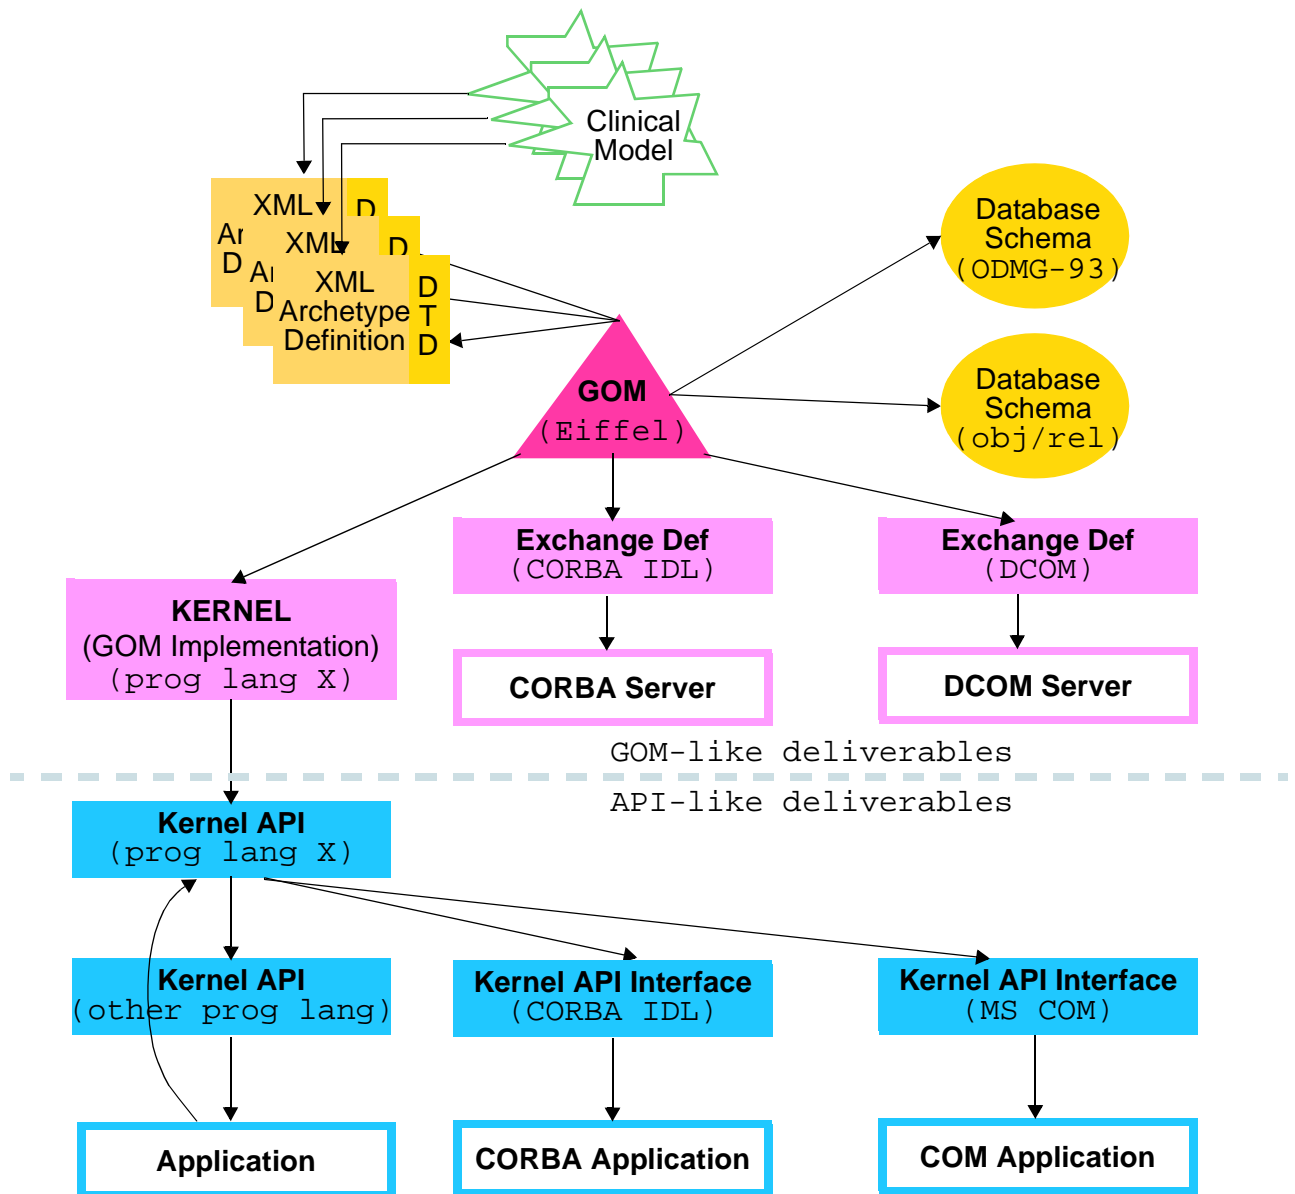 Clinical
Model
XML
D
Ar
D
XML
D
Ar
D
XML
Archetype
Definition
D
T
D
Database
Schema
(ODMG-93)
GOM
(Eiffel)
Database
Schema
(obj/rel)
Exchange Def
(CORBA IDL)
Exchange Def
(DCOM)
KERNEL
(GOM Implementation)
(prog lang X)
CORBA Server
DCOM Server
GOM-like deliverables
API-like deliverables
Kernel API
(prog lang X)
Kernel API
(other prog lang)
Kernel API Interface
(CORBA IDL)
Kernel API Interface
(MS COM)
Application
CORBA Application
COM Application